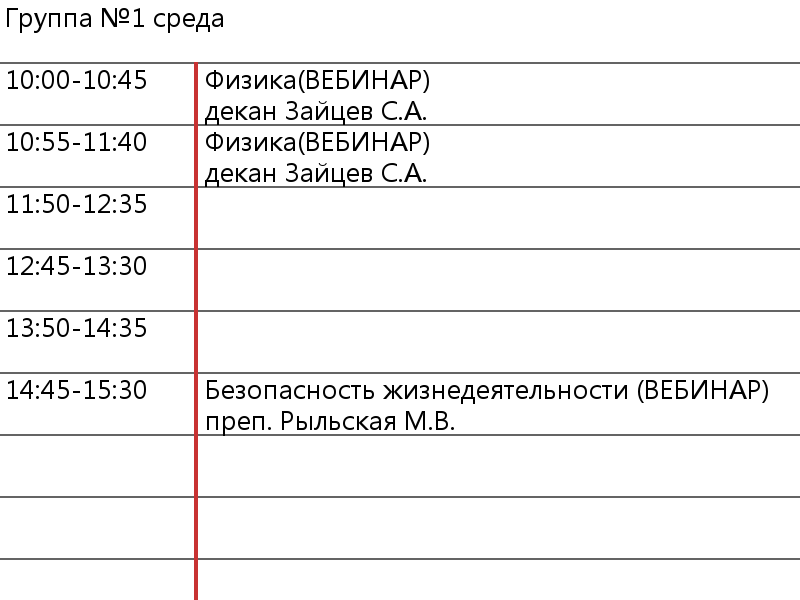 Группа №1 среда
10:00-10:45 Физика(ВЕБИНАР)
декан Зайцев С.А.
10:55-11:40 Физика(ВЕБИНАР)
декан Зайцев С.А.
11:50-12:35
12:45-13:30
13:50-14:35
14:45-15:30 Безопасность жизнедеятельности (ВЕБИНАР)
преп. Рыльская М.В.